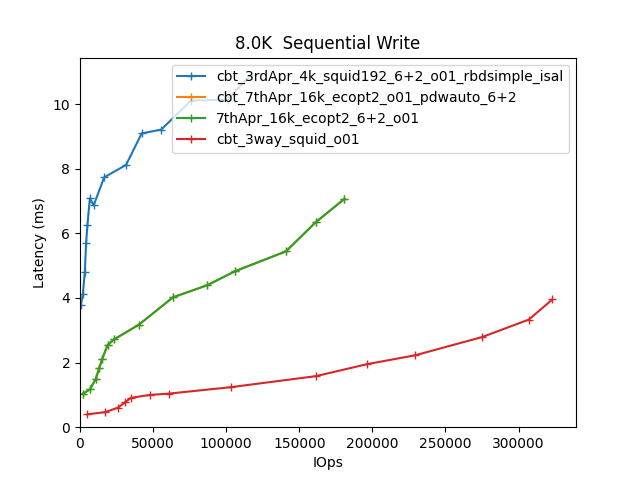 8.0K  Sequential Write
cbt_3rdApr_4k_squid192_6+2_o01_rbdsimple_isal
cbt_7thApr_16k_ecopt2_o01_pdwauto_6+2
7thApr_16k_ecopt2_6+2_o01
cbt_3way_squid_o01
10
8
6
4
2
0
Latency (ms)
0 50000 100000 150000 200000 250000 300000
IOps